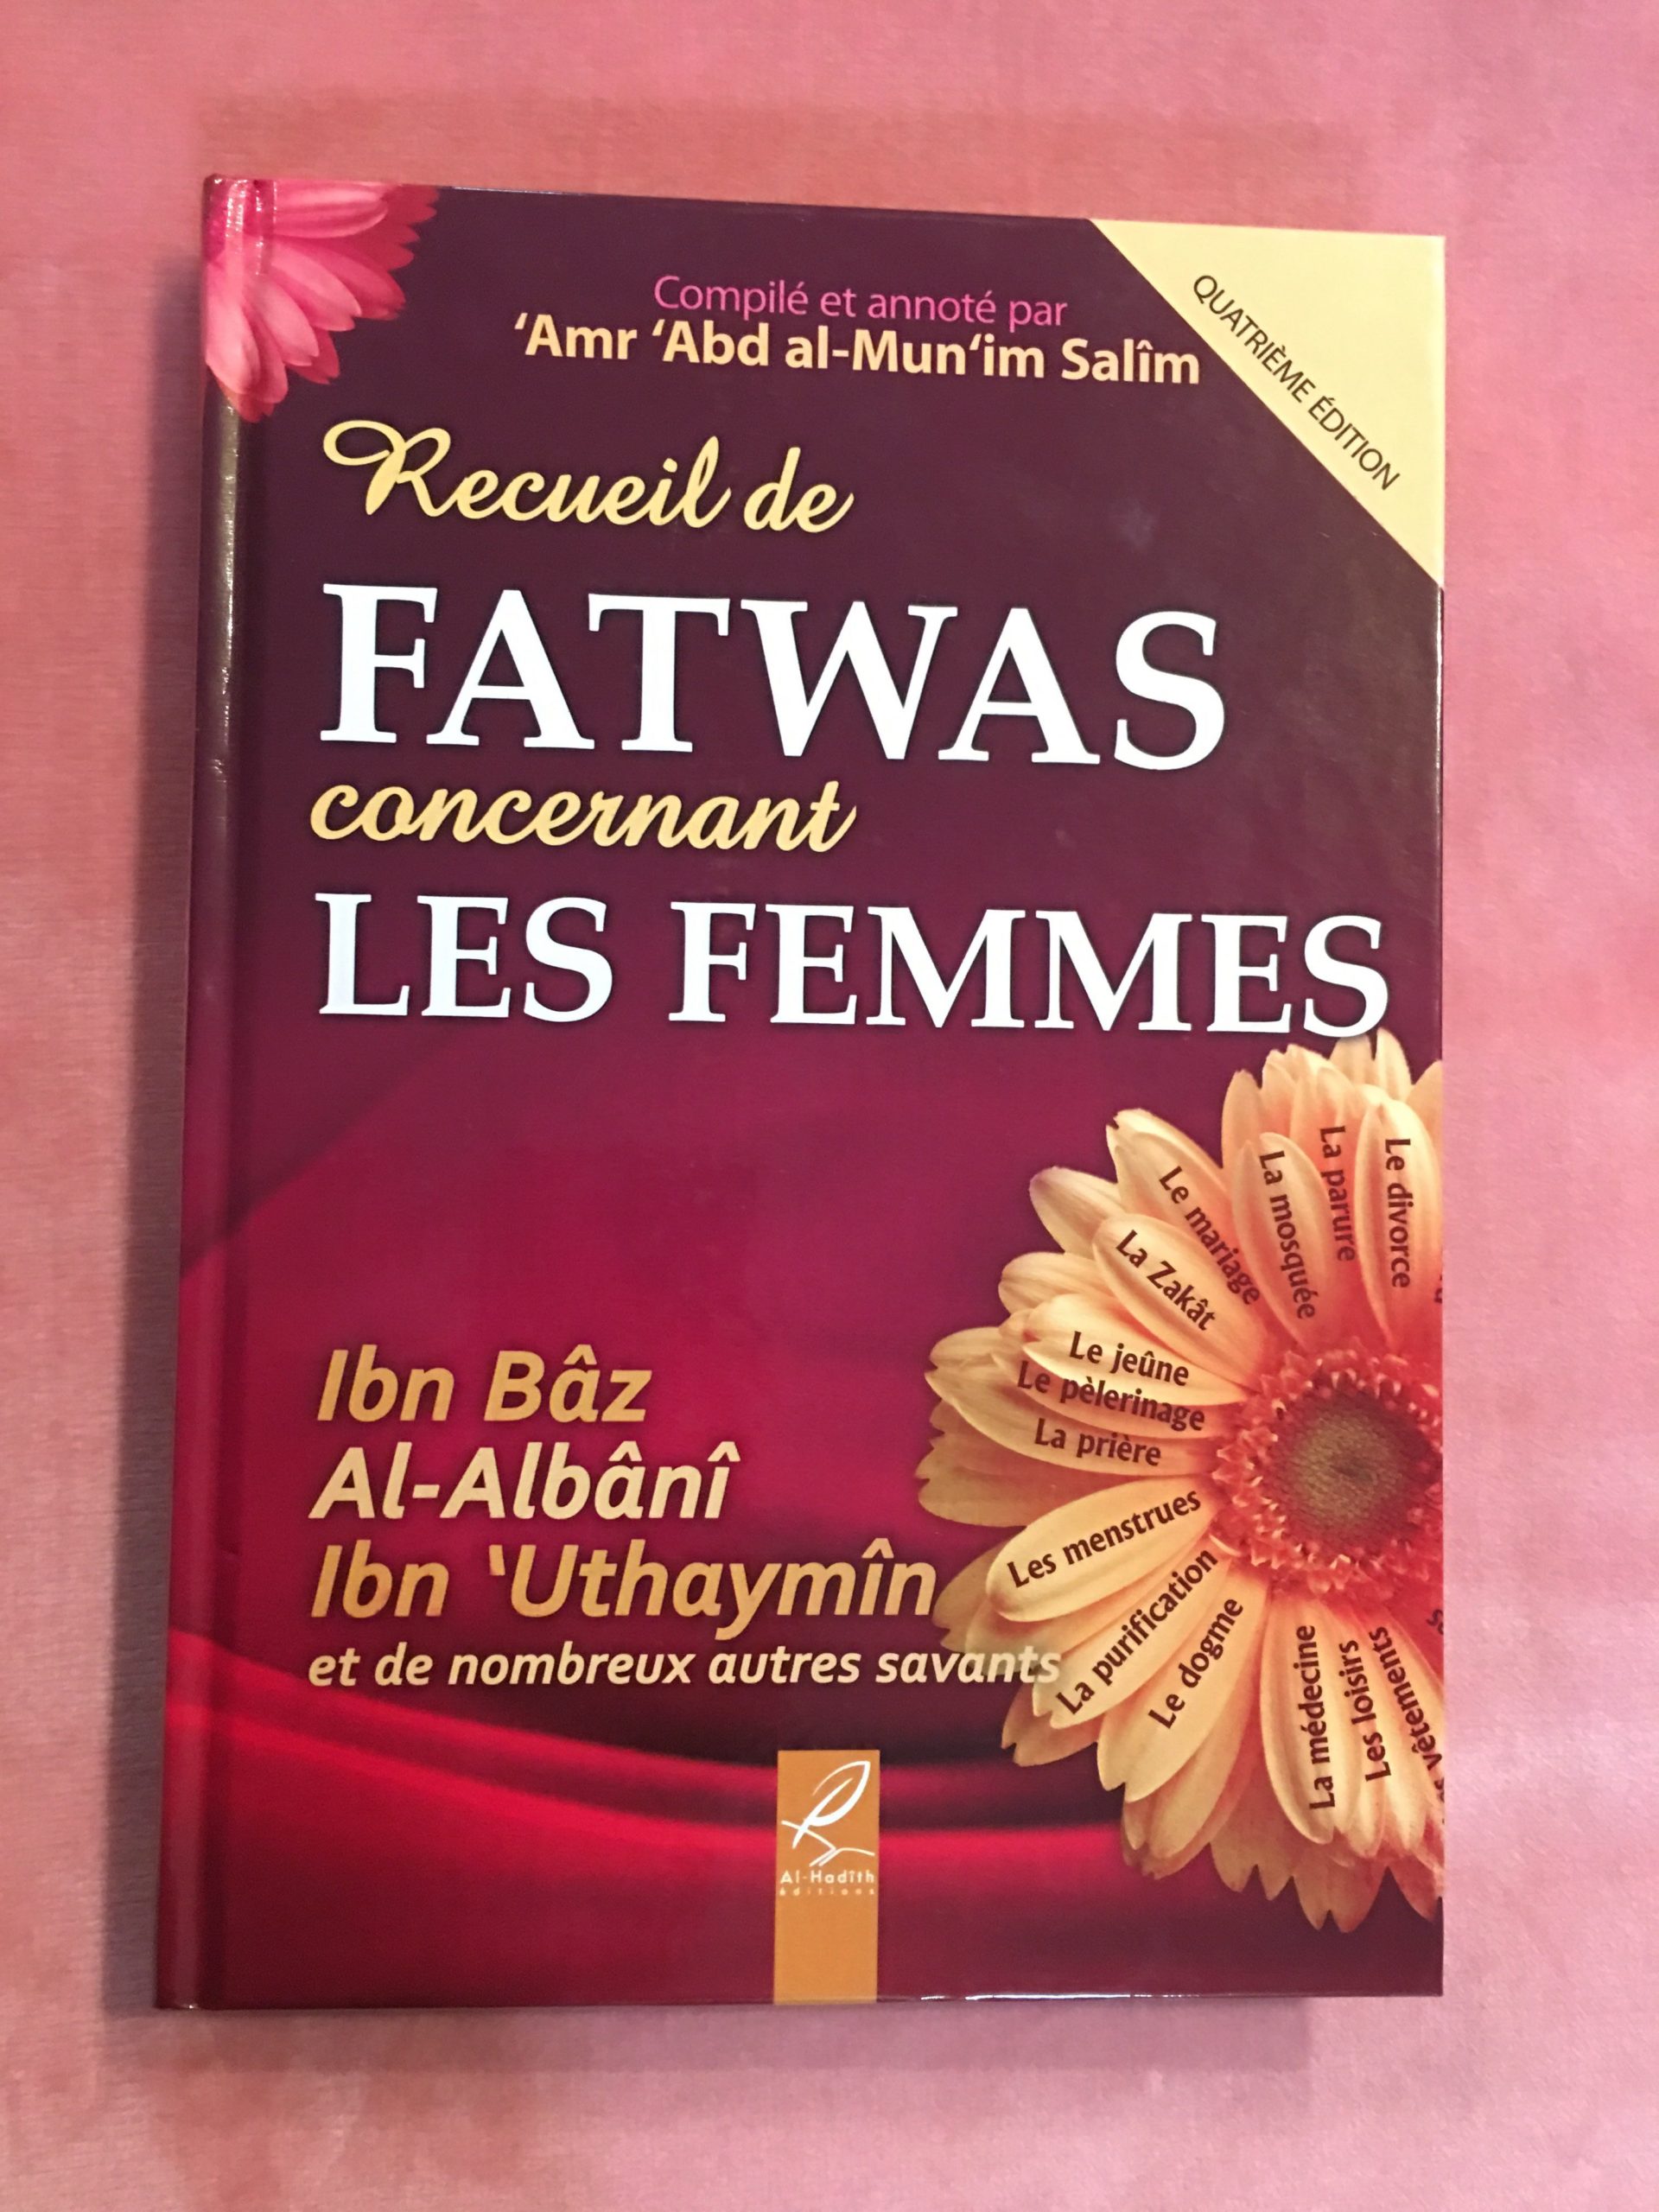 Compilé et annoté par
‘Amr ‘Abd al-Mun‘im Salîm
QUATRIÈME ÉDITION
Recueil de
FATWAS
concernant
LES FEMMES
Le divorce
La parure
La mosquée
Le mariage
La Zakât
Le jeûne
Le pèlerinage
La prière
Les menstrues
La purification
Le dogme
La médecine
Les loisirs
vêtements
Ibn Bâz
Al-Albânî
Ibn ‘Uthaymîn
et de nombreux autres savants
Al-Hadîth
éditions